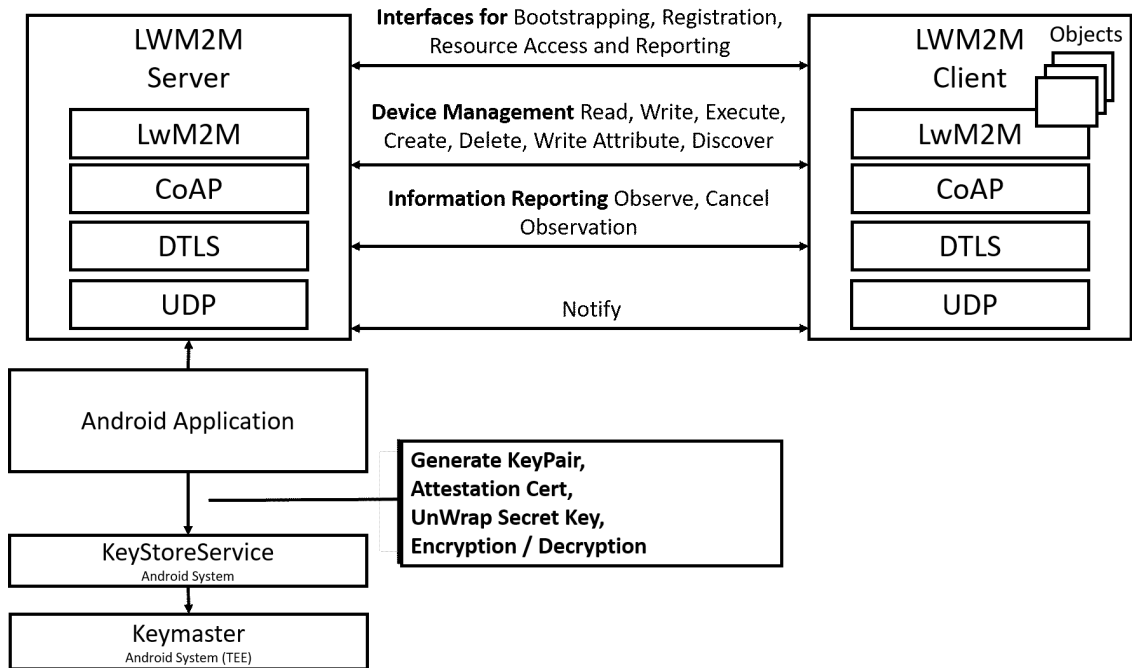 LWM2M
Server
LwM2M
CoAP
DTLS
UDP
Interfaces for Bootstrapping, Registration,
Resource Access and Reporting
Device Management Read, Write, Execute,
Create, Delete, Write Attribute, Discover
Information Reporting Observe, Cancel
Observation
Notify
LWM2M
Client
Objects
LwM2M
CoAP
DTLS
UDP
Android Application
Generate KeyPair,
Attestation Cert,
UnWrap Secret Key,
Encryption / Decryption
KeyStoreService
Android System
Keymaster
Android System (TEE)